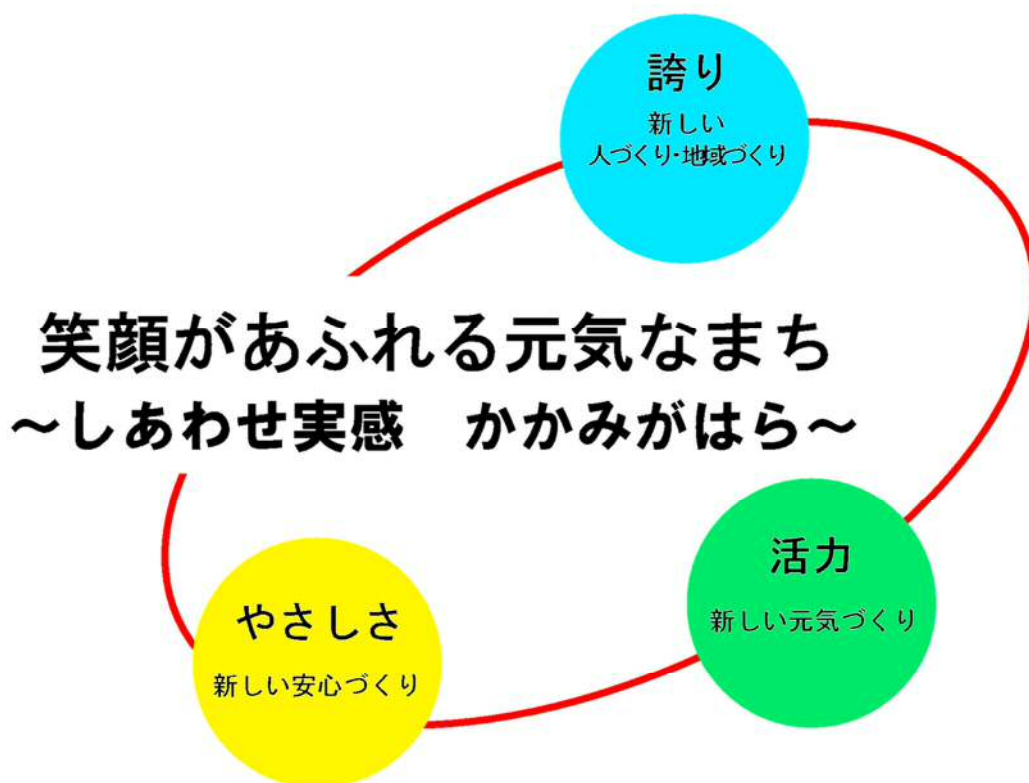 誇り
新しい
人づくり・地域づくり
笑顔があふれる元気なまち
～しあわせ実感　かかみがはら～
活力
新しい元気づくり
やさしさ
新しい安心づくり